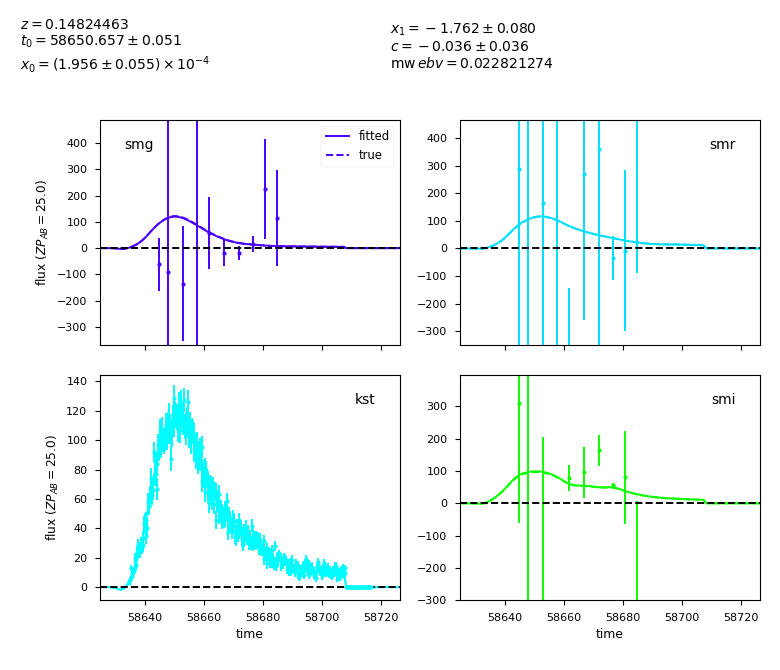 z = 0.14824463
t₀ = 58650.657 ± 0.051
x₀ = (1.956 ± 0.055) × 10⁻⁴
x₁ = −1.762 ± 0.080
c = −0.036 ± 0.036
mw ebv = 0.022821274
smg
fitted
true
400
300
200
100
0
−100
−200
−300
flux (ZP_AB = 25.0)
smr
400
300
200
100
0
−100
−200
−300
kst
140
120
100
80
60
40
20
0
flux (ZP_AB = 25.0)
58640 58660 58680 58700 58720
time
smi
300
200
100
0
−100
−200
−300
58640 58660 58680 58700 58720
time